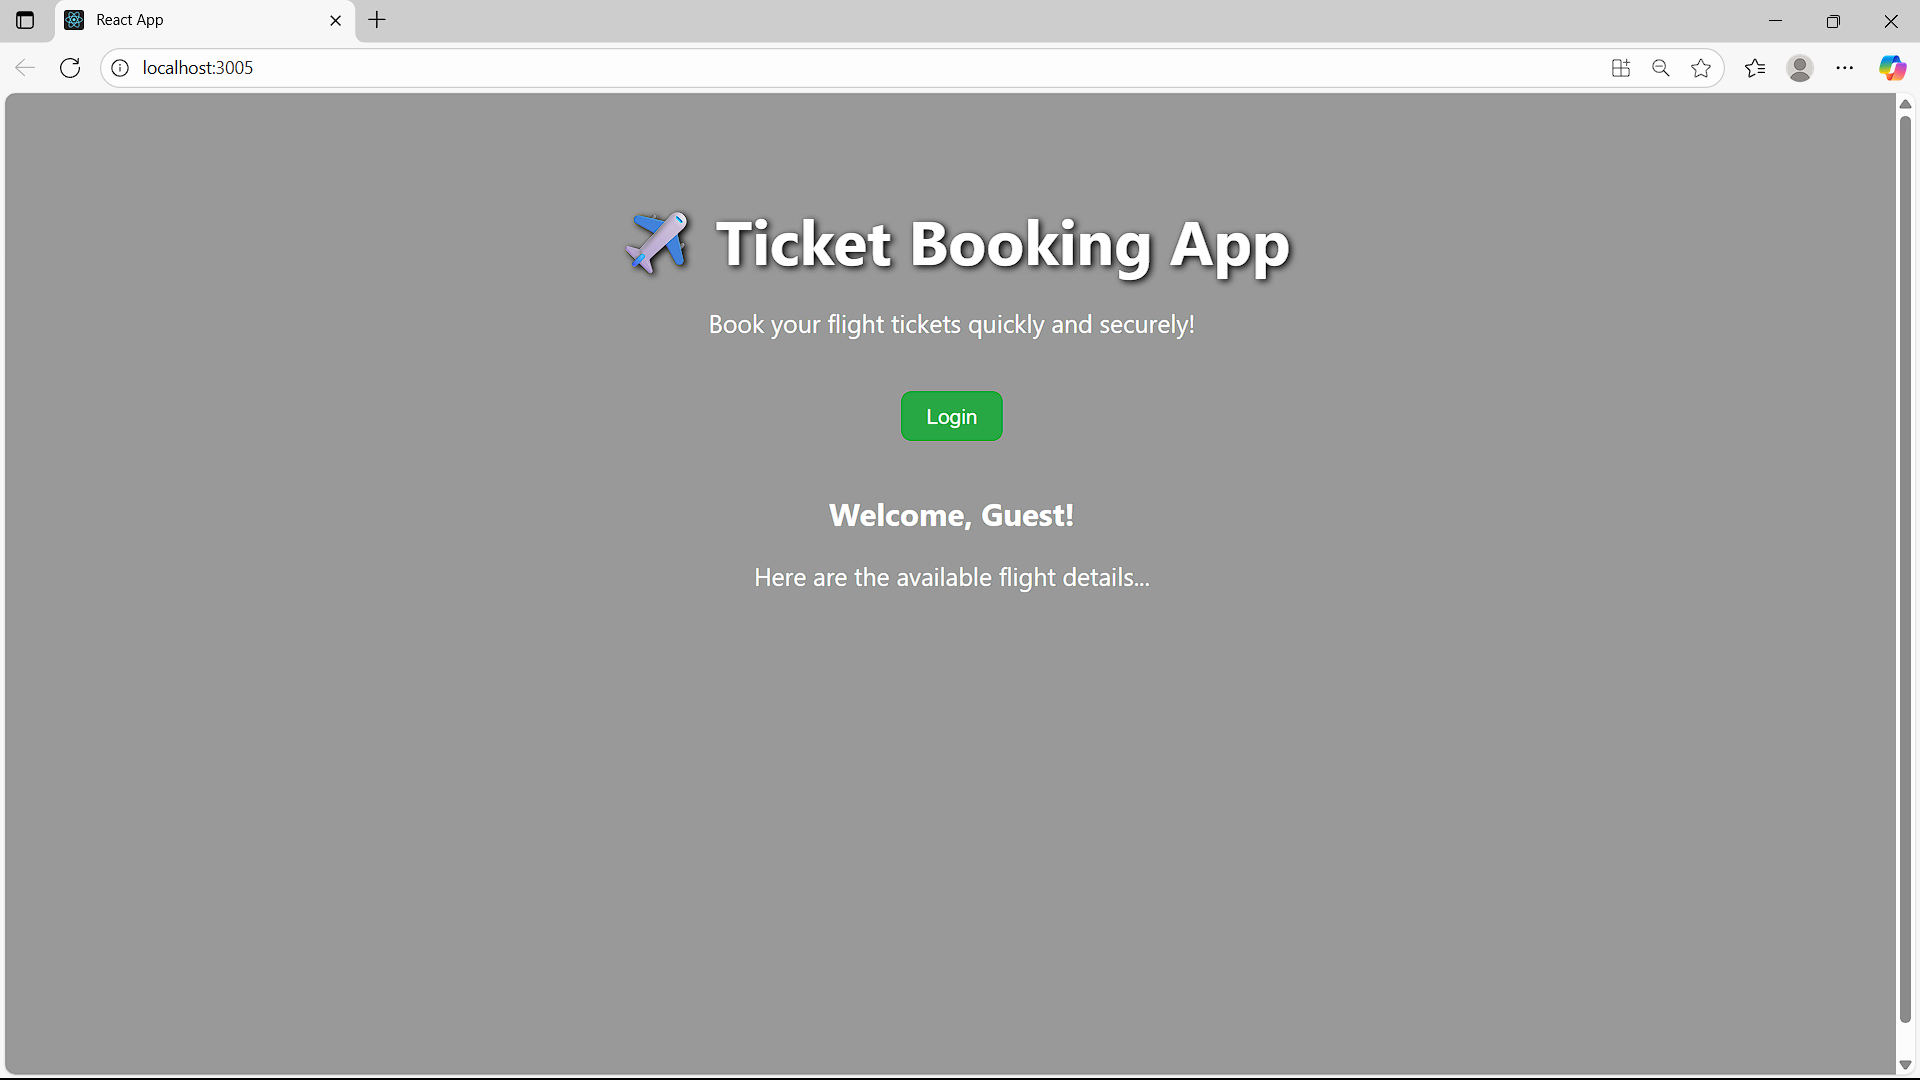 React App
localhost:3005
Ticket Booking App
Book your flight tickets quickly and securely!
Login
Welcome, Guest!
Here are the available flight details...